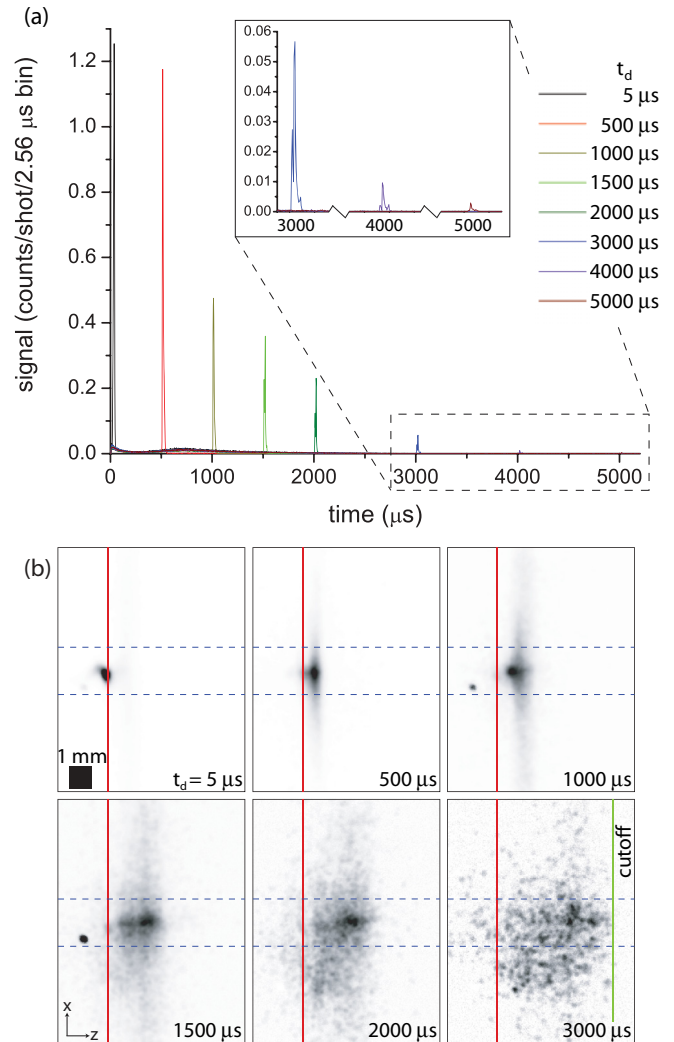 (a)
signal (counts/shot/2.56 μs bin)
1.2
1.0
0.8
0.6
0.4
0.2
0.0
0 1000 2000 3000 4000 5000
time (μs)
0.06
0.05
0.04
0.03
0.02
0.01
0.00
3000 4000 5000
t_d
5 μs
500 μs
1000 μs
1500 μs
2000 μs
3000 μs
4000 μs
5000 μs
(b)
1 mm
t_d = 5 μs
500 μs
1000 μs
x
z
1500 μs
2000 μs
cutoff
3000 μs